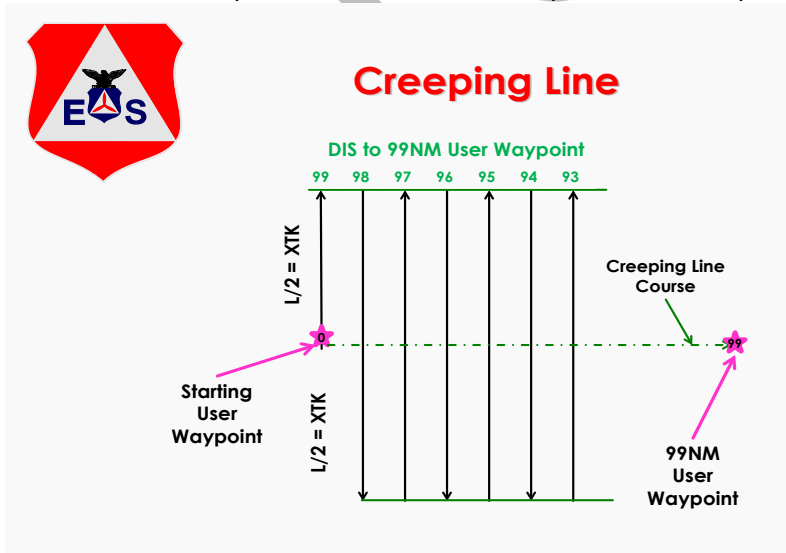 E S
Creeping Line
DIS to 99NM User Waypoint
99 98 97 96 95 94 93
L/2 = XTK
Creeping Line
Course
0
99
Starting
User
Waypoint
L/2 = XTK
99NM
User
Waypoint